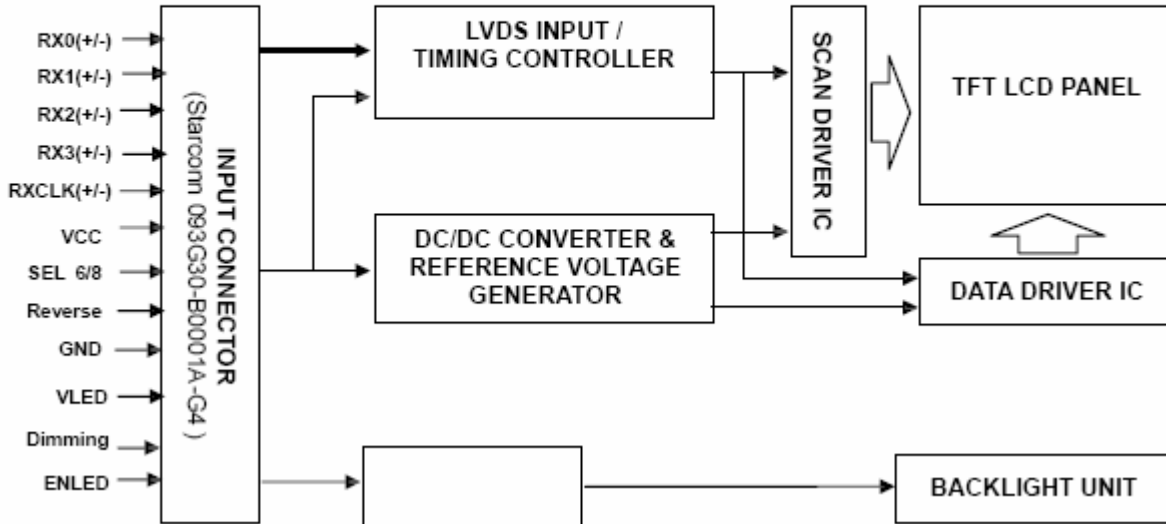 RX0(+/-)
RX1(+/-)
RX2(+/-)
RX3(+/-)
RXCLK(+/-)
VCC
SEL 6/8
Reverse
GND
VLED
Dimming
ENLED
INPUT CONNECTOR
(Starconn 093G30-B0001A-G4 )
LVDS INPUT /
TIMING CONTROLLER
DC/DC CONVERTER &
REFERENCE VOLTAGE
GENERATOR
SCAN DRIVER IC
TFT LCD PANEL
DATA DRIVER IC
BACKLIGHT UNIT